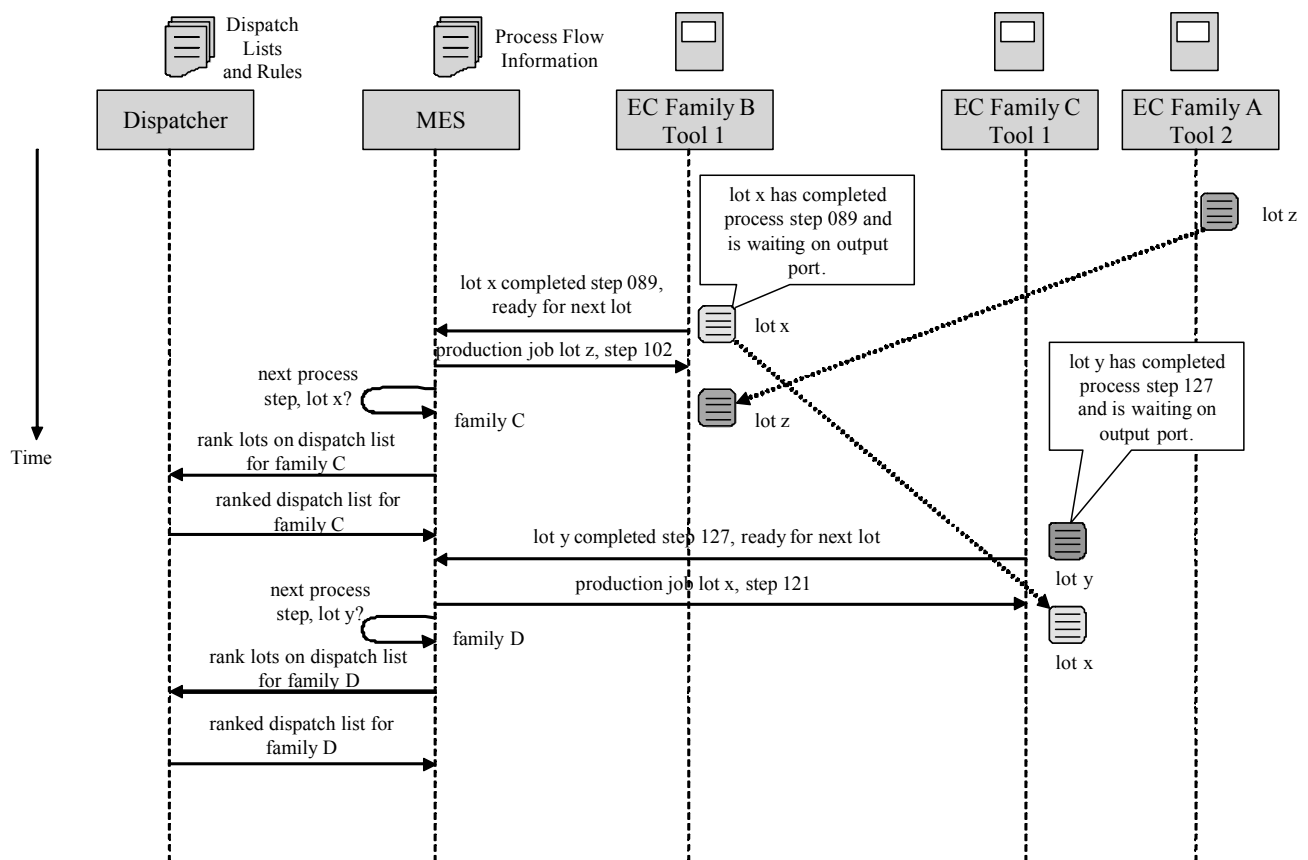 Dispatch
Lists
and Rules
Process Flow
Information
Dispatcher
MES
EC Family B
Tool 1
EC Family C
Tool 1
EC Family A
Tool 2
lot x has completed
process step 089 and
is waiting on output
port.
lot z
lot x completed step 089,
ready for next lot
lot x
production job lot z, step 102
lot y has completed
process step 127
and is waiting on
output port.
next process
step, lot x?
family C
lot z
Time
rank lots on dispatch list
for family C
ranked dispatch list for
family C
lot y completed step 127, ready for next lot
lot y
production job lot x, step 121
next process
step, lot y?
family D
lot x
rank lots on dispatch list
for family D
ranked dispatch list for
family D